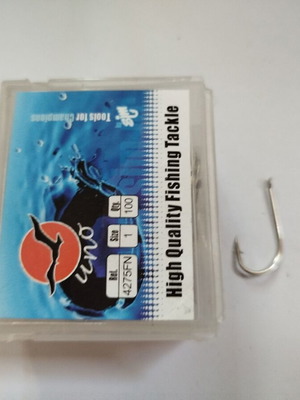 Tools for Champions
uno
Ref. Size Qty.
4275FN 1 100
High Quality Fishing Tackle